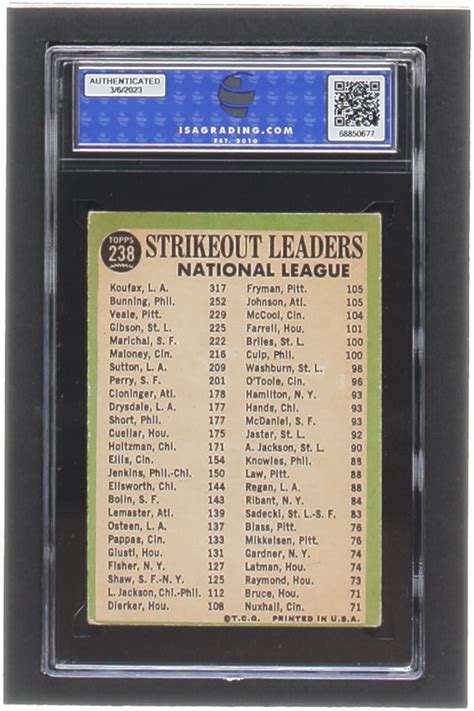 AUTHENTICATED
3/6/2023
ISAGRADING.COM
EST. 2010
68850677
TOPPS
238
STRIKEOUT LEADERS
NATIONAL LEAGUE
Koufax, L. A. 317
Bunning, Phil. 252
Veale, Pitt. 229
Gibson, St. L. 225
Marichal, S. F. 222
Maloney, Cin. 216
Sutton, L. A. 209
Perry, S. F. 201
Cloninger, Atl. 178
Drysdale, L. A. 177
Short, Phil. 177
Cuellar, Hou. 175
Holtzman, Chi. 171
Ellis, Cin. 154
Jenkins, Phil-Chi. 150
Ellsworth, Chi. 144
Bolin, S. F. 143
Lemaster, Atl. 139
Osteen, L. A. 137
Pappas, Cin. 133
Giusti, Hou. 131
Fisher, N. Y. 127
Shaw, S. F.-N. Y. 125
L. Jackson, Chi.-Phil. 112
Dierker, Hou. 108
Fryman, Pitt. 105
Johnson, Atl. 105
McCool, Cin. 104
Farrell, Hou. 101
Briles, St. L. 100
Culp, Phil. 100
Washburn, St. L. 98
O'Toole, Cin. 96
Hamilton, N. Y. 93
Hands, Chi. 93
McDaniel, S. F. 93
Jaster, St. L. 92
A. Jackson, St. L. 90
Knowles, Phil. 88
Law, Pitt. 88
Regan, L. A. 88
Ribant, N. Y. 84
Sadecki, St. L.-S. F. 83
Blass, Pitt. 76
Mikkelsen, Pitt. 76
Gardner, N. Y. 74
Latman, Hou. 74
Raymond, Hou. 73
Bruce, Hou. 71
Nuxhall, Cin. 71
©T.C.G. PRINTED IN U.S.A.